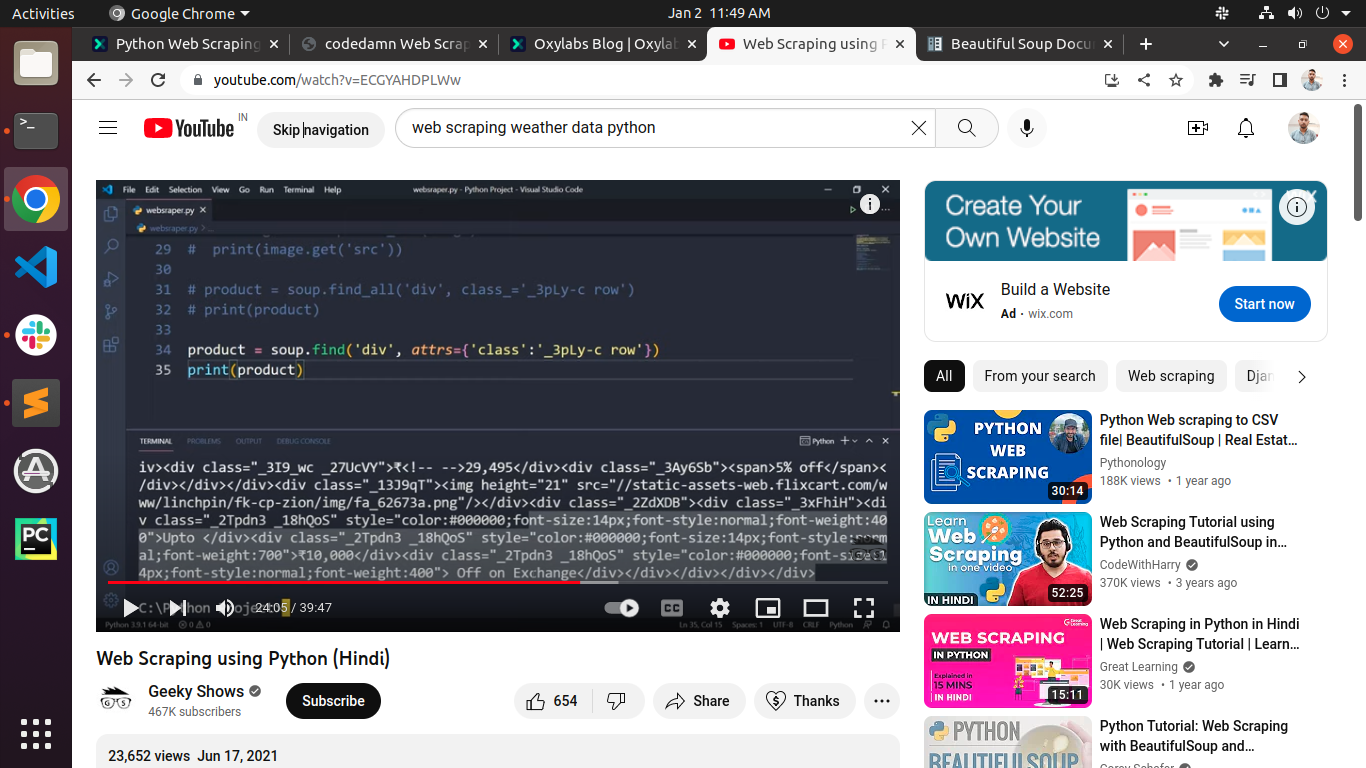 Activities
Google Chrome
Jan 2 11:49 AM
Python Web Scraping
codedamn Web Scrap
Oxylabs Blog | Oxylab
Web Scraping using P
Beautiful Soup Docu
youtube.com/watch?v=ECGYAHDPLWw
YouTube IN
Skip navigation
web scraping weather data python
File Edit Selection View Go Run Terminal Help
websraper.py - Python Project - Visual Studio Code
websraper.py
websraper.py > ...
29 # print(image.get('src'))
30
31 # product = soup.find_all('div', class_='_3pLy-c row')
32 # print(product)
33
34 product = soup.find('div', attrs={'class':'_3pLy-c row'})
35 print(product)
TERMINAL PROBLEMS OUTPUT DEBUG CONSOLE
Python
iv><div class="_3I9_wc _27UcVY">₹<!-- -->29,495</div><div class="_3Ay6Sb"><span>5% off</span><
/div></div></div><div class="_13J9qT"><img height="21" src="//static-assets-web.flixcart.com/w
ww/linchpin/fk-cp-zion/img/fa_62673a.png"/></div><div class="_2ZdXDB"><div class="_3xFhiH"><di
v class="_2Tpdn3 _18hQoS" style="color:#000000;font-size:14px;font-style:normal;font-weight:40
0">Upto </div><div class="_2Tpdn3 _18hQoS" style="color:#000000;font-size:14px;font-style:norm
al;font-weight:700">₹10,000</div><div class="_2Tpdn3 _18hQoS" style="color:#000000;font-size:1
4px;font-style:normal;font-weight:400"> Off on Exchange</div></div></div></div></div>
C:\Python Project
24:05 / 39:47
CC
Python 3.9.1 64-bit 0 0
Ln 35, Col 15 Spaces: 1 UTF-8 CRLF Python
Web Scraping using Python (Hindi)
Geeky Shows
467K subscribers
Subscribe
654
Share
Thanks
23,652 views Jun 17, 2021
Create Your
Own Website
WiX
Build a Website
Ad · wix.com
Start now
All
From your search
Web scraping
Djan
PYTHON
WEB
SCRAPING
30:14
Python Web scraping to CSV
file| BeautifulSoup | Real Estat...
Pythonology
188K views • 1 year ago
Learn
Web
Scraping
in one video
IN HINDI
52:25
Web Scraping Tutorial using
Python and BeautifulSoup in...
CodeWithHarry
370K views • 3 years ago
Great Learning
WEB SCRAPING
IN PYTHON
Explained in
15 MINS
IN HINDI
15:11
Web Scraping in Python in Hindi
| Web Scraping Tutorial | Learn...
Great Learning
30K views • 1 year ago
PYTHON
BEAUTIFULSOUP
Python Tutorial: Web Scraping
with BeautifulSoup and...
Corey Schafer